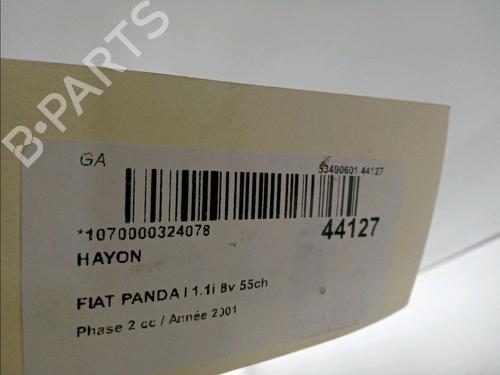 B-PARTS
GA
53490601 44127
*1070000324078
44127
HAYON
FIAT PANDA I 1.1i 8v 55ch
Phase 2 cc / Année 2001